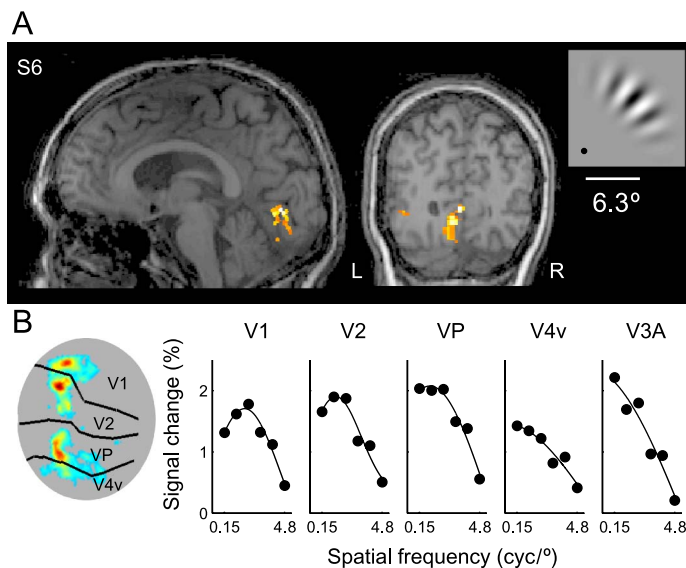 A
S6
L
R
6.3º
B
V1
V2
VP
V4v
V1 V2 VP V4v V3A
Signal change (%)
2
1
0
0.15 4.8 0.15 4.8 0.15 4.8 0.15 4.8 0.15 4.8
Spatial frequency (cyc/º)